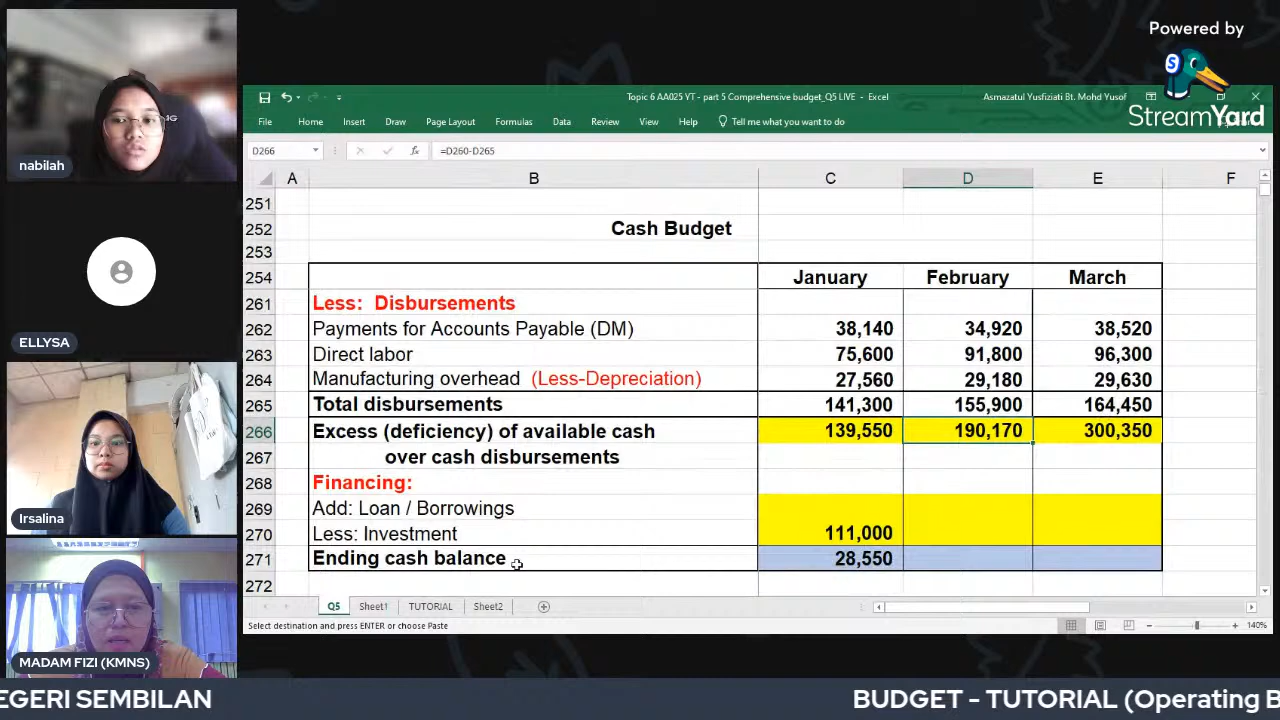 Powered by
StreamYard
nabilah
ELLYSA
Irsalina
MADAM FIZI (KMNS)
Topic 6 AA025 YT - part 5 Comprehensive budget_Q5 LIVE - Excel
Asmazatul Yusfiziati Bt. Mohd Yusof
File Home Insert Draw Page Layout Formulas Data Review View Help Tell me what you want to do
D266 fx =D260-D265
A B C D E F
251
252 Cash Budget
253
254 January February March
261 Less: Disbursements
262 Payments for Accounts Payable (DM) 38,140 34,920 38,520
263 Direct labor 75,600 91,800 96,300
264 Manufacturing overhead (Less-Depreciation) 27,560 29,180 29,630
265 Total disbursements 141,300 155,900 164,450
266 Excess (deficiency) of available cash 139,550 190,170 300,350
267 over cash disbursements
268 Financing:
269 Add: Loan / Borrowings
270 Less: Investment 111,000
271 Ending cash balance 28,550
272
Q5 Sheet1 TUTORIAL Sheet2
Select destination and press ENTER or choose Paste
140%
EGERI SEMBILAN BUDGET - TUTORIAL (Operating B